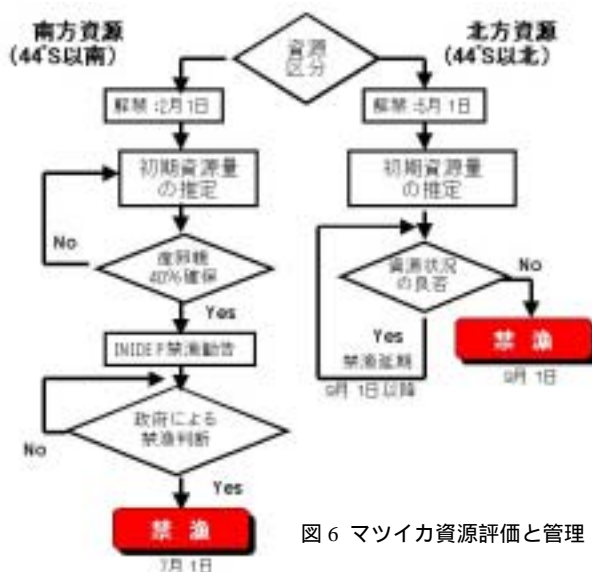 南方資源
(44°S以南)
資源
区分
北方資源
(44°S以北)
解禁:2月1日
解禁:5月1日
初期資源量
の推定
初期資源量
の推定
No
産卵親
40%確保
Yes
INIDEP禁漁勧告
No
政府による
禁漁判断
Yes
禁漁
7月1日
資源状況
の良否
No
Yes
禁漁延期
9月1日以降
禁漁
9月1日
図 6 マツイカ資源評価と管理